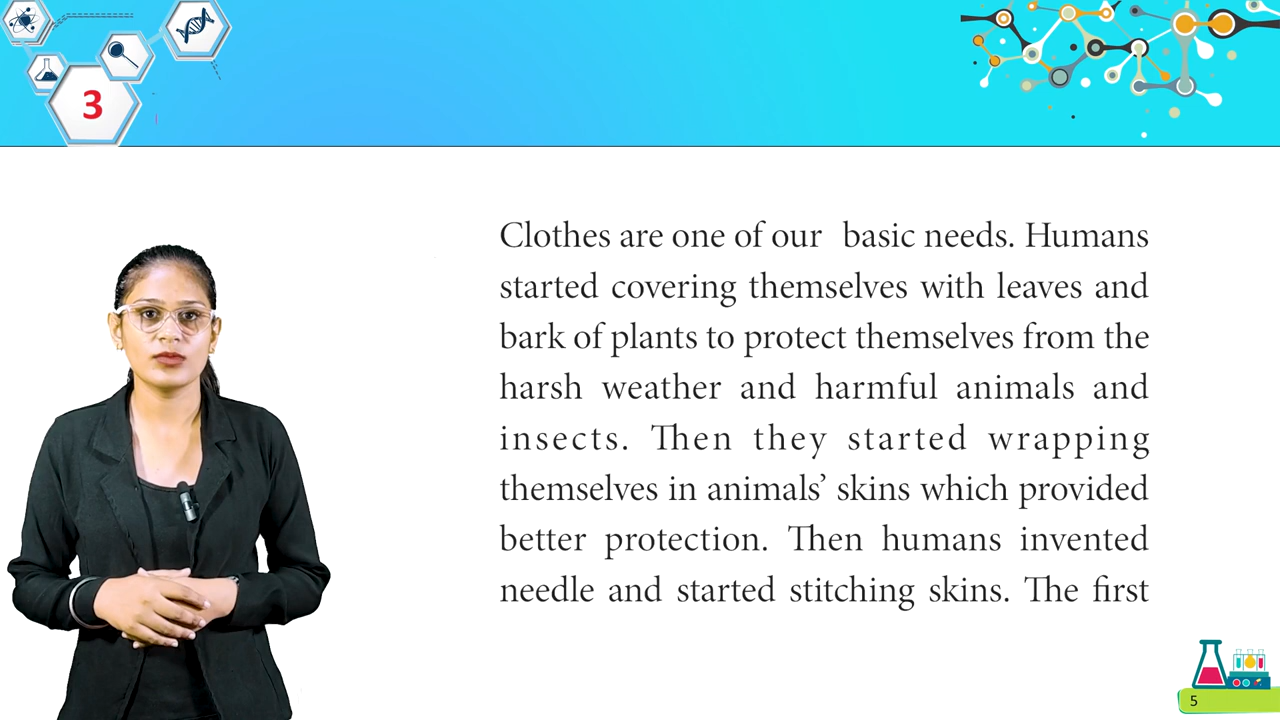 3
Clothes are one of our basic needs. Humans
started covering themselves with leaves and
bark of plants to protect themselves from the
harsh weather and harmful animals and
insects. Then they started wrapping
themselves in animals’ skins which provided
better protection. Then humans invented
needle and started stitching skins. The first
5